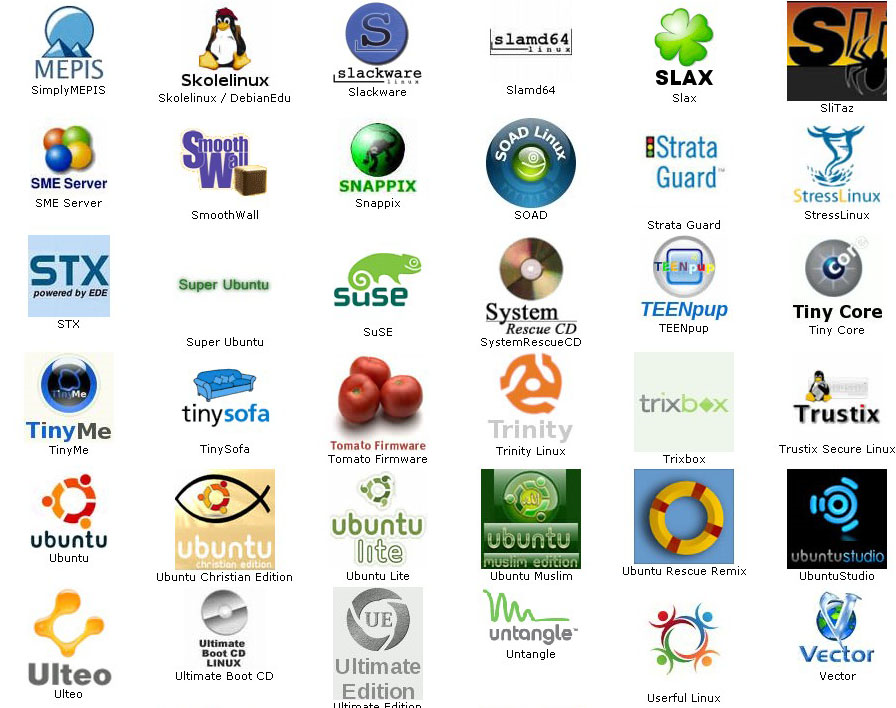 MEPIS
SimplyMEPIS
Skolelinux
Skolelinux / DebianEdu
S
slackware
linux
Slackware
slamd64
linux
Slamd64
SLAX
Slax
SLi
SliTaz
SME Server
SME Server
Smooth
Wall
SmoothWall
SNAPPIX
Snappix
SOAD Linux
SOAD
Strata
Guard™
Strata Guard
StressLinux
StressLinux
STX
powered by EDE
STX
Super Ubuntu
Super Ubuntu
SUSE
SuSE
System
Rescue CD
SystemRescueCD
TEENpup
TEENpup
TEENpup
Core
Tiny Core
Tiny Core
TinyMe
TinyMe
TinyMe
tinysofa
TinySofa
Tomato Firmware
Tomato Firmware
Trinity
Trinity Linux
trixbox
Trixbox
Trustix
Trustix Secure Linux
ubuntu
Ubuntu
ubuntu
christian edition
Ubuntu Christian Edition
ubuntu
lite
Ubuntu Lite
ubuntu
muslim edition
Ubuntu Muslim
Ubuntu Rescue Remix
ubuntustudio
UbuntuStudio
Ulteo
Ulteo
Ultimate
Boot CD
LINUX
Ultimate Boot CD
UE
Ultimate
Edition
Ultimate Edition
untangle™
Untangle
Userful Linux
V
Vector
Vector